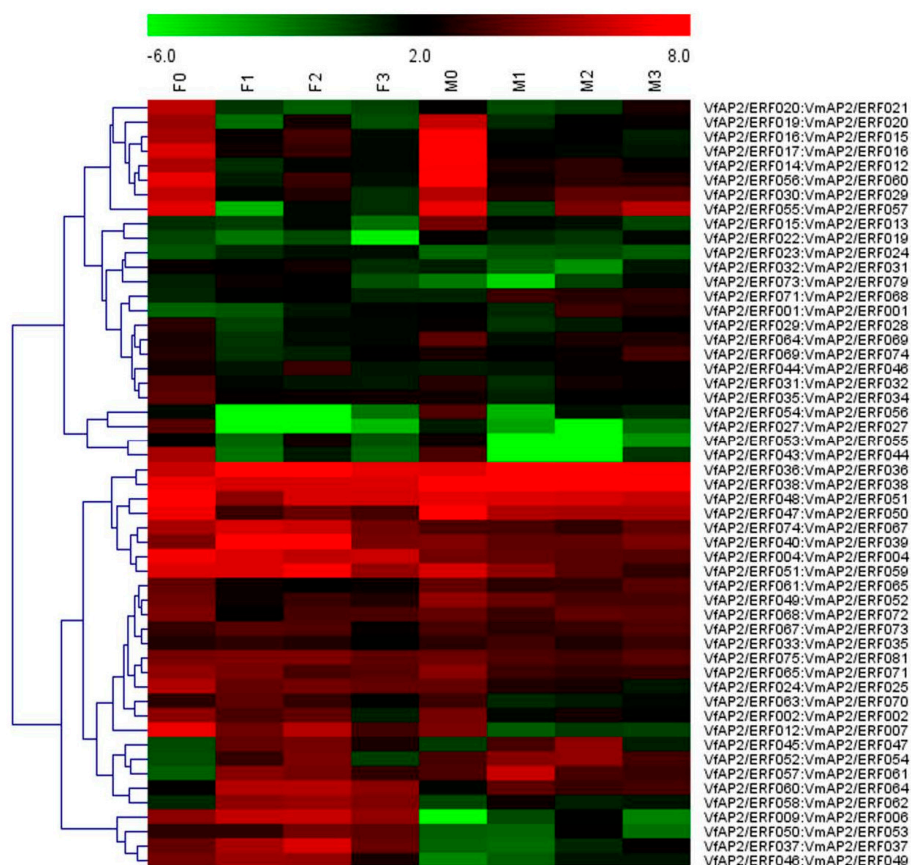 -6.0 2.0 8.0
F0 F1 F2 F3 M0 M1 M2 M3
VfAP2/ERF020:VmAP2/ERF021
VfAP2/ERF019:VmAP2/ERF020
VfAP2/ERF016:VmAP2/ERF015
VfAP2/ERF017:VmAP2/ERF016
VfAP2/ERF014:VmAP2/ERF012
VfAP2/ERF056:VmAP2/ERF060
VfAP2/ERF030:VmAP2/ERF029
VfAP2/ERF055:VmAP2/ERF057
VfAP2/ERF015:VmAP2/ERF013
VfAP2/ERF022:VmAP2/ERF019
VfAP2/ERF023:VmAP2/ERF024
VfAP2/ERF032:VmAP2/ERF031
VfAP2/ERF073:VmAP2/ERF079
VfAP2/ERF071:VmAP2/ERF068
VfAP2/ERF001:VmAP2/ERF001
VfAP2/ERF029:VmAP2/ERF028
VfAP2/ERF064:VmAP2/ERF069
VfAP2/ERF069:VmAP2/ERF074
VfAP2/ERF044:VmAP2/ERF046
VfAP2/ERF031:VmAP2/ERF032
VfAP2/ERF035:VmAP2/ERF034
VfAP2/ERF054:VmAP2/ERF056
VfAP2/ERF027:VmAP2/ERF027
VfAP2/ERF053:VmAP2/ERF055
VfAP2/ERF043:VmAP2/ERF044
VfAP2/ERF036:VmAP2/ERF036
VfAP2/ERF038:VmAP2/ERF038
VfAP2/ERF048:VmAP2/ERF051
VfAP2/ERF047:VmAP2/ERF050
VfAP2/ERF074:VmAP2/ERF067
VfAP2/ERF040:VmAP2/ERF039
VfAP2/ERF004:VmAP2/ERF004
VfAP2/ERF051:VmAP2/ERF059
VfAP2/ERF061:VmAP2/ERF065
VfAP2/ERF049:VmAP2/ERF052
VfAP2/ERF068:VmAP2/ERF072
VfAP2/ERF067:VmAP2/ERF073
VfAP2/ERF033:VmAP2/ERF035
VfAP2/ERF075:VmAP2/ERF081
VfAP2/ERF065:VmAP2/ERF071
VfAP2/ERF024:VmAP2/ERF025
VfAP2/ERF063:VmAP2/ERF070
VfAP2/ERF002:VmAP2/ERF002
VfAP2/ERF012:VmAP2/ERF007
VfAP2/ERF045:VmAP2/ERF047
VfAP2/ERF052:VmAP2/ERF054
VfAP2/ERF057:VmAP2/ERF061
VfAP2/ERF060:VmAP2/ERF064
VfAP2/ERF058:VmAP2/ERF062
VfAP2/ERF009:VmAP2/ERF006
VfAP2/ERF050:VmAP2/ERF053
VfAP2/ERF037:VmAP2/ERF037
VfAP2/ERF046:VmAP2/ERF049